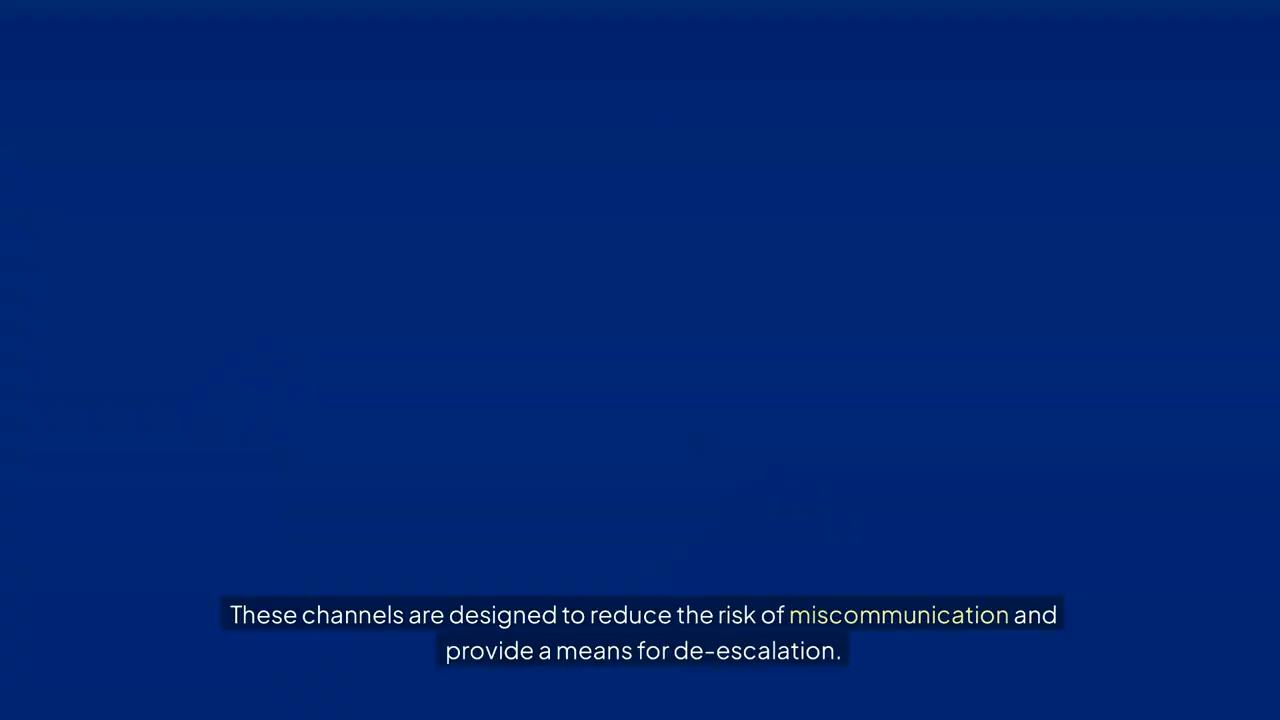 These channels are designed to reduce the risk of miscommunication and
provide a means for de-escalation.